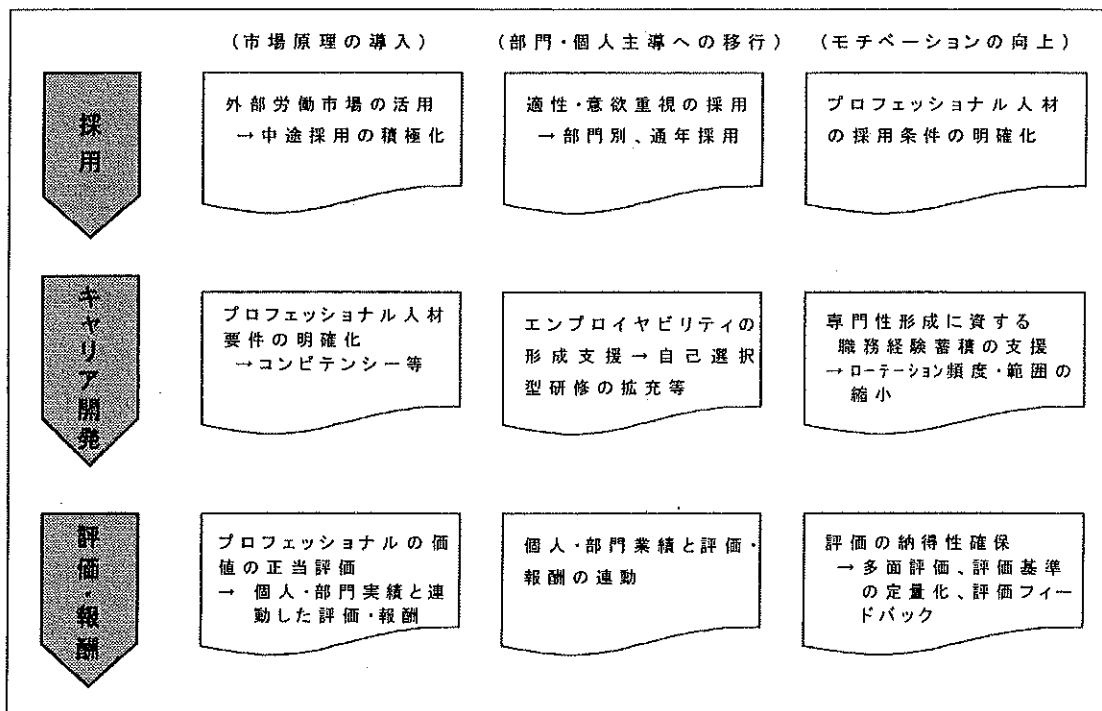 (市場原理の導入)
(部門・個人主導への移行)
(モチベーションの向上)
採用
外部労働市場の活用
→中途採用の積極化
適性・意欲重視の採用
→部門別、通年採用
プロフェッショナル人材
の採用条件の明確化
キャリア開発
プロフェッショナル人材
要件の明確化
→コンピテンシー等
エンプロイヤビリティの
形成支援→自己選択
型研修の拡充等
専門性形成に資する
職務経験蓄積の支援
→ローテーション頻度・範囲の
縮小
評価・報酬
プロフェッショナルの価
値の正当評価
→ 個人・部門実績と連
動した評価・報酬
個人・部門業績と評価・
報酬の連動
評価の納得性確保
→ 多面評価、評価基準
の定量化、評価フィー
ドバック